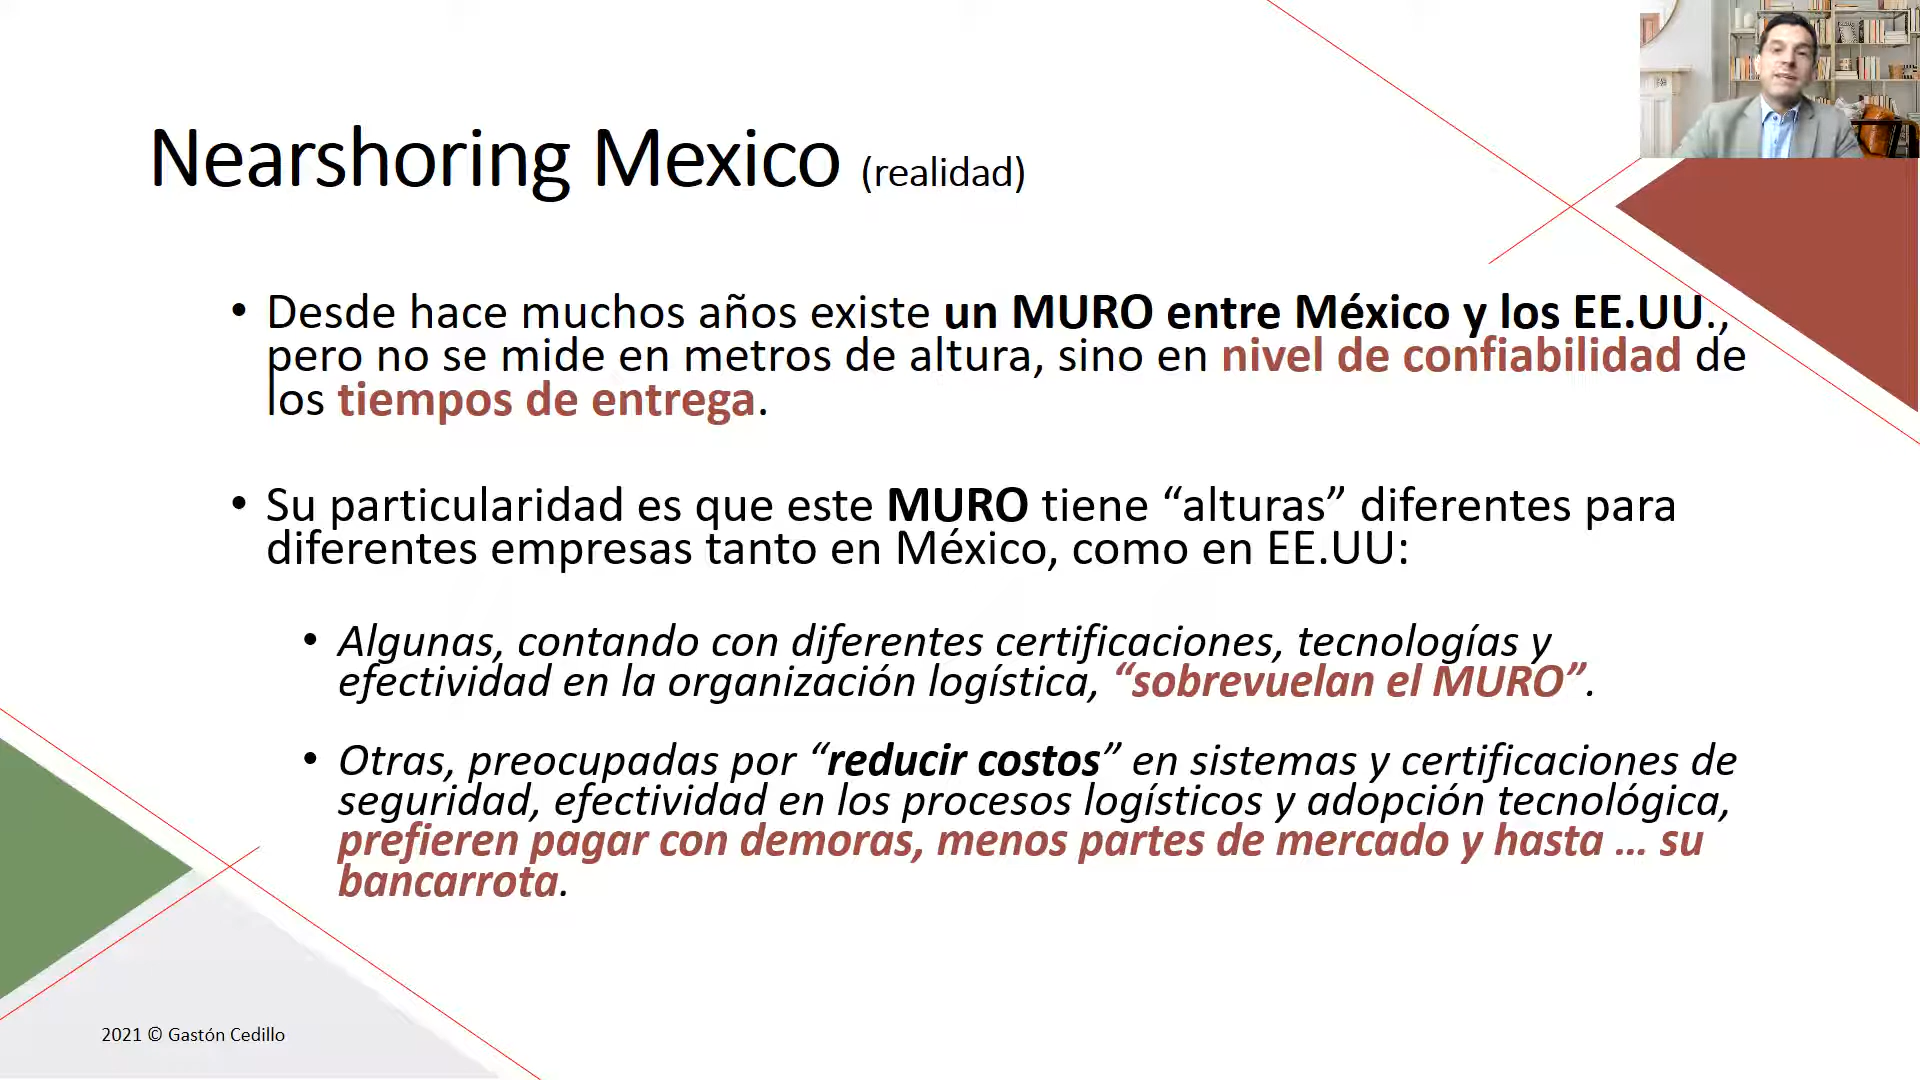 Nearshoring Mexico (realidad)
• Desde hace muchos años existe un MURO entre México y los EE.UU.,
pero no se mide en metros de altura, sino en nivel de confiabilidad de
los tiempos de entrega.
• Su particularidad es que este MURO tiene “alturas” diferentes para
diferentes empresas tanto en México, como en EE.UU:
• Algunas, contando con diferentes certificaciones, tecnologías y
efectividad en la organización logística, “sobrevuelan el MURO”.
• Otras, preocupadas por “reducir costos” en sistemas y certificaciones de
seguridad, efectividad en los procesos logísticos y adopción tecnológica,
prefieren pagar con demoras, menos partes de mercado y hasta ... su
bancarrota.
2021 © Gastón Cedillo